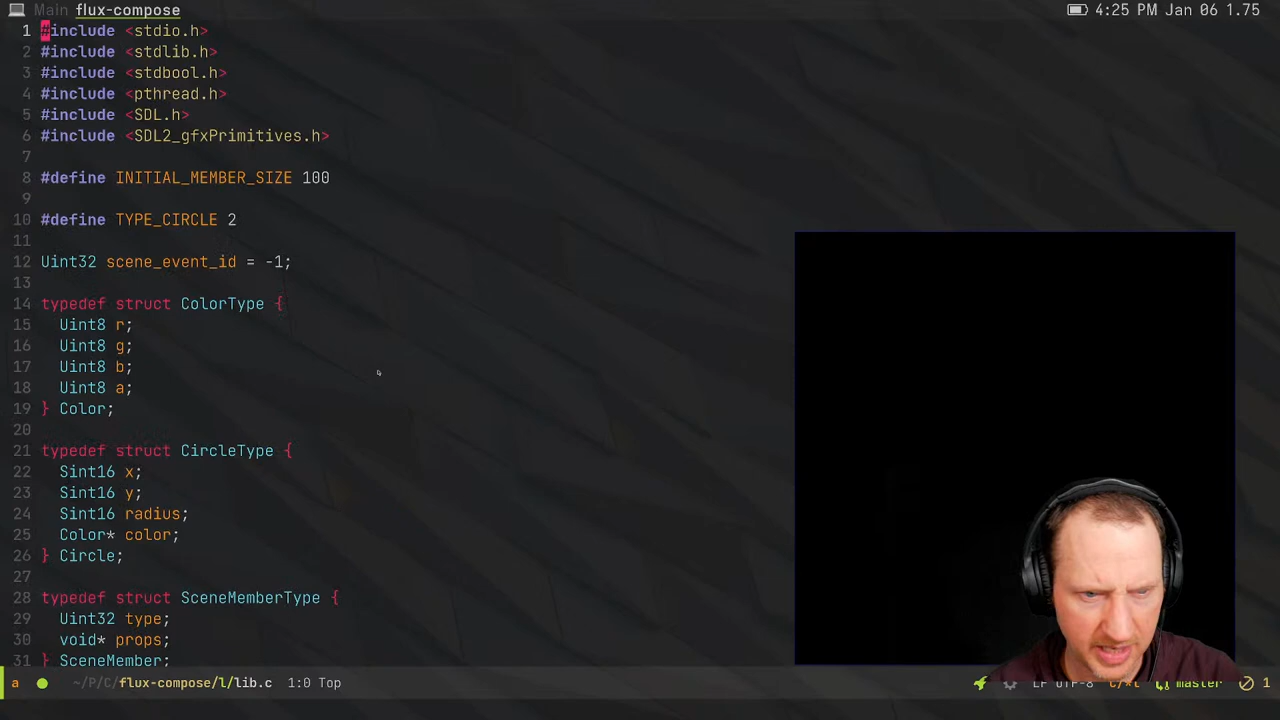 Main flux-compose
4:25 PM Jan 06 1.75
1 #include <stdio.h>
2 #include <stdlib.h>
3 #include <stdbool.h>
4 #include <pthread.h>
5 #include <SDL.h>
6 #include <SDL2_gfxPrimitives.h>
7
8 #define INITIAL_MEMBER_SIZE 100
9
10 #define TYPE_CIRCLE 2
11
12 Uint32 scene_event_id = -1;
13
14 typedef struct ColorType {
15 Uint8 r;
16 Uint8 g;
17 Uint8 b;
18 Uint8 a;
19 } Color;
20
21 typedef struct CircleType {
22 Sint16 x;
23 Sint16 y;
24 Sint16 radius;
25 Color* color;
26 } Circle;
27
28 typedef struct SceneMemberType {
29 Uint32 type;
30 void* props;
31 } SceneMember;
a ~/P/C/flux-compose/l/lib.c 1:0 Top LF UTF-8 master 1